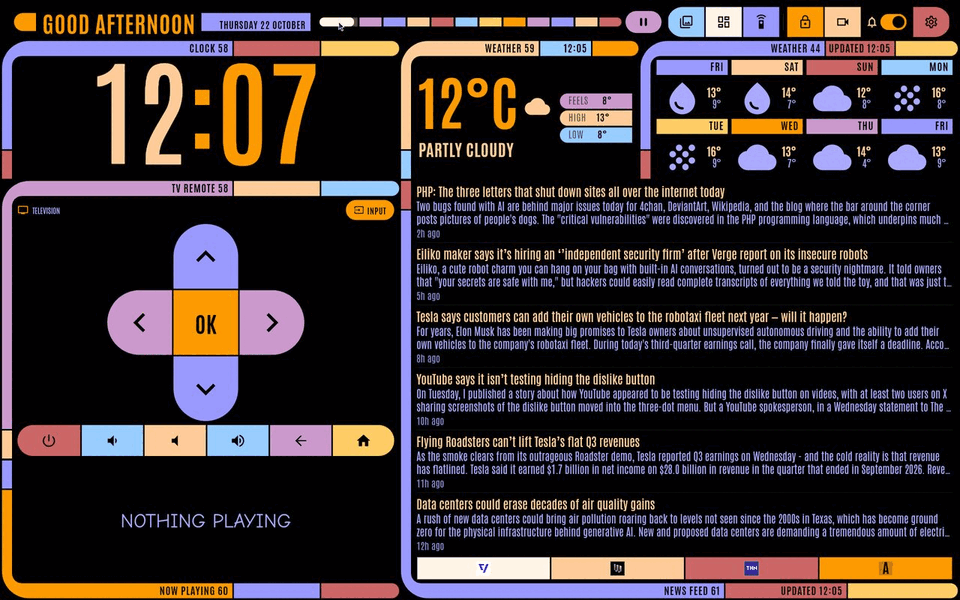 GOOD AFTERNOON
THURSDAY 22 OCTOBER
CLOCK 58
12:07
WEATHER 59
12:05
12°C
FEELS 8°
HIGH 13°
LOW 8°
PARTLY CLOUDY
WEATHER 44
UPDATED 12:05
FRI SAT SUN MON
13° 14° 12° 16°
9° 7° 8° 8°
TUE WED THU FRI
16° 13° 14° 13°
9° 7° 4° 9°
TV REMOTE 58
TELEVISION
INPUT
OK
NOTHING PLAYING
NOW PLAYING 60
PHP: The three letters that shut down sites all over the internet today
Two bugs found with AI are behind major issues today for 4chan, DeviantArt, Wikipedia, and the blog where the bar around the corner
posts pictures of people's dogs. The "critical vulnerabilities" were discovered in the PHP programming language, which underpins much ...
2h ago
Eiliko maker says it's hiring an ‘'independent security firm’ after Verge report on its insecure robots
Eiliko, a cute robot charm you can hang on your bag with built-in AI conversations, turned out to be a security nightmare. It told owners
that "your secrets are safe with me," but hackers could easily read complete transcripts of everything we told the toy, and that was just t...
5h ago
Tesla says customers can add their own vehicles to the robotaxi fleet next year — will it happen?
For years, Elon Musk has been making big promises to Tesla owners about unsupervised autonomous driving and the ability to add their
own vehicles to the company's robotaxi fleet. During today's third-quarter earnings call, the company finally gave itself a deadline. Acco...
8h ago
YouTube says it isn't testing hiding the dislike button
On Tuesday, I published a story about how YouTube appeared to be testing hiding the dislike button on videos, with at least two users on X
sharing screenshots of the dislike button moved into the three-dot menu. But a YouTube spokesperson, in a Wednesday statement to The ...
10h ago
Flying Roadsters can't lift Tesla's flat Q3 revenues
As the smoke clears from its outrageous Roadster demo, Tesla reported Q3 earnings on Wednesday - and the cold reality is that revenue
has flatlined. Tesla said it earned $1.7 billion in net income on $28.0 billion in revenue in the quarter that ended in September 2026. Reve...
11h ago
Data centers could erase decades of air quality gains
A rush of new data centers could bring air pollution roaring back to levels not seen since the 2000s in Texas, which has become ground
zero for the physical infrastructure behind generative AI. New and proposed data centers are demanding a tremendous amount of electri...
12h ago
THN
A
NEWS FEED 61
UPDATED 12:05